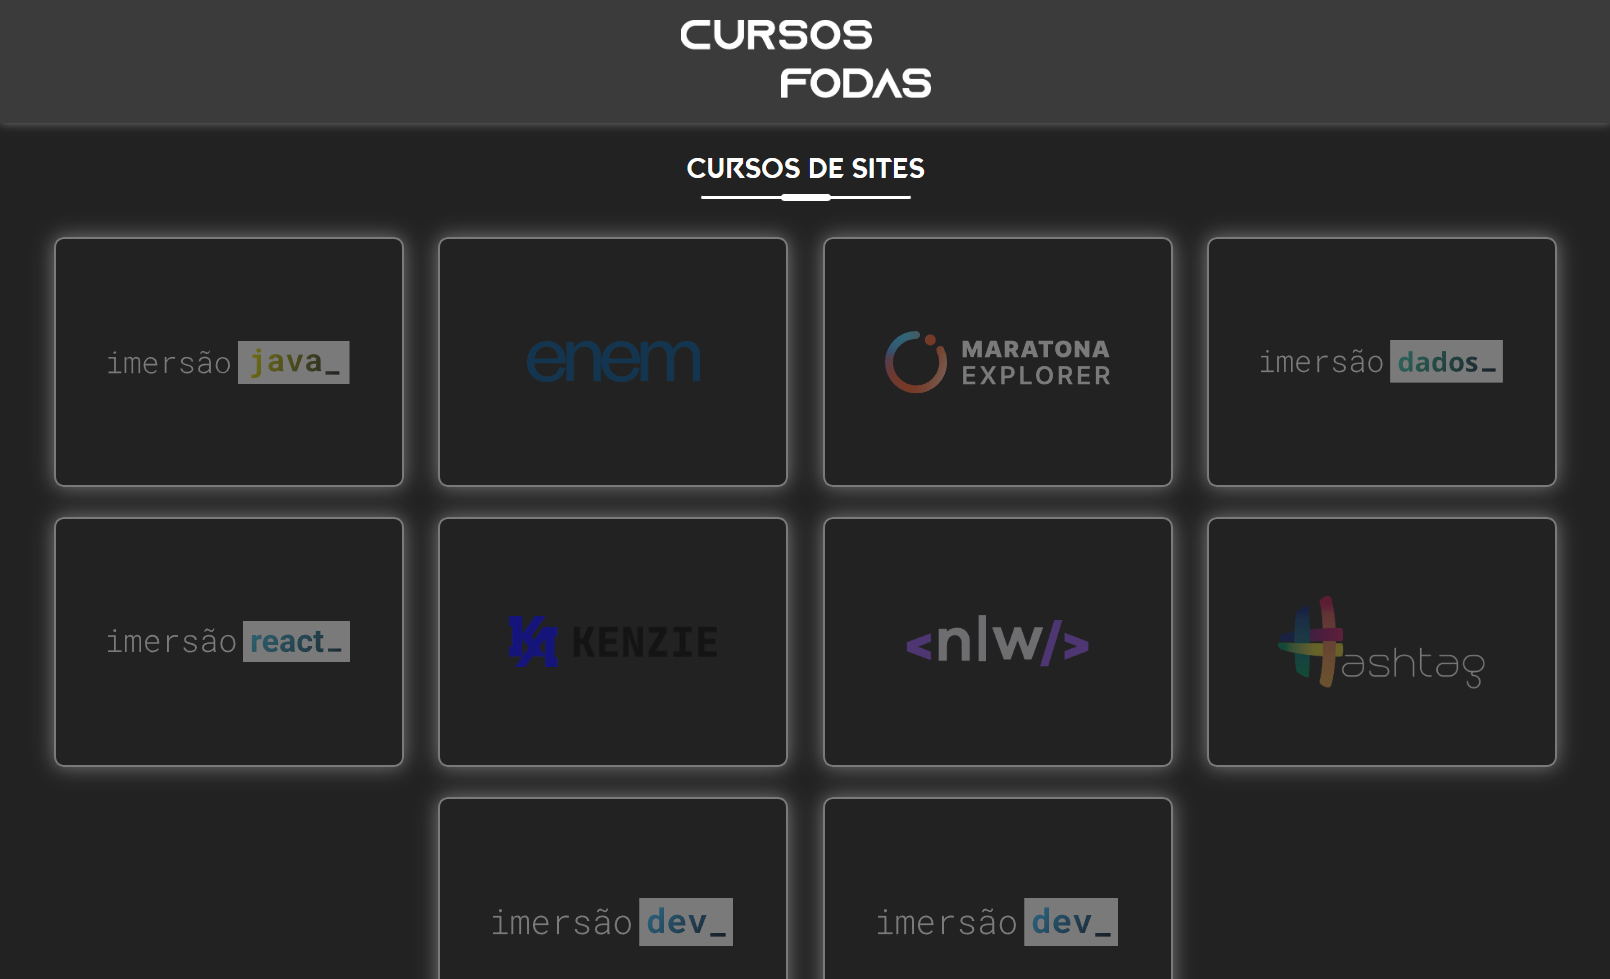 CURSOS
FODAS
CURSOS DE SITES
imersão java_
enem
MARATONA
EXPLORER
imersão dados_
imersão react_
KENZIE
<nlw/>
ashtag
imersão dev_
imersão dev_